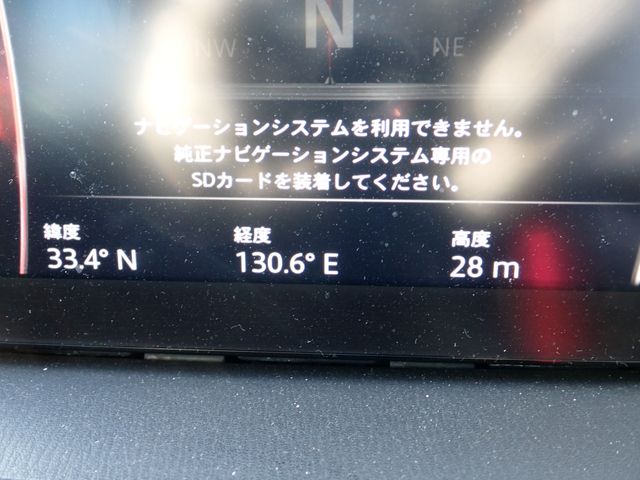 N
NW
NE
ナビゲーションシステムを利用できません。
純正ナビゲーションシステム専用の
SDカードを装着してください。
緯度 経度 高度
33.4° N 130.6° E 28 m